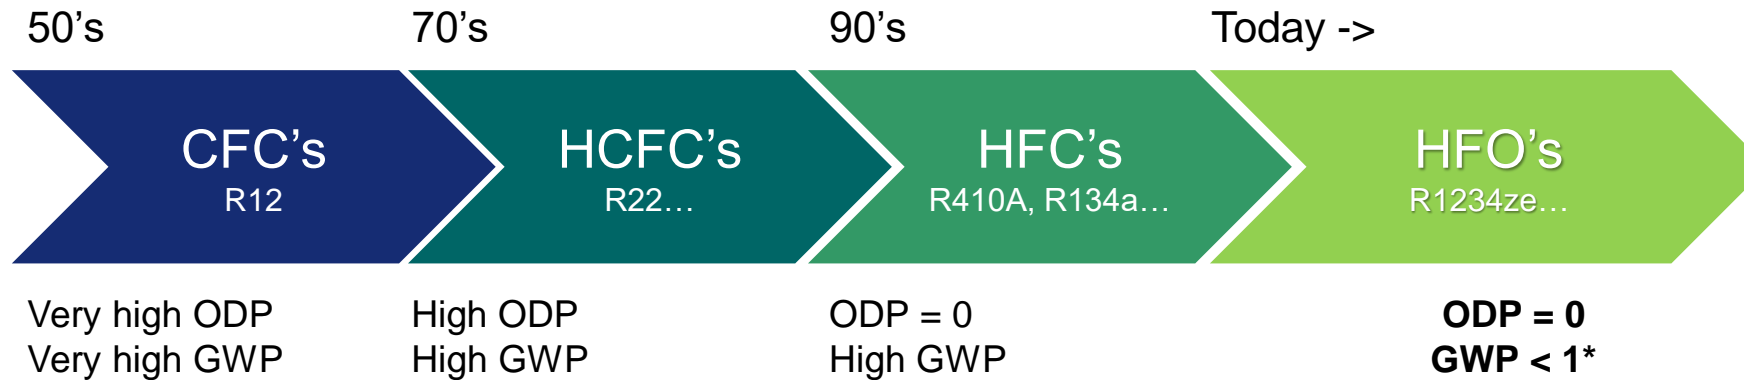 50’s
70’s
90’s
Today ->
CFC’s
R12
HCFC’s
R22…
HFC’s
R410A, R134a…
HFO’s
R1234ze…
Very high ODP
Very high GWP
High ODP
High GWP
ODP = 0
High GWP
ODP = 0
GWP < 1*